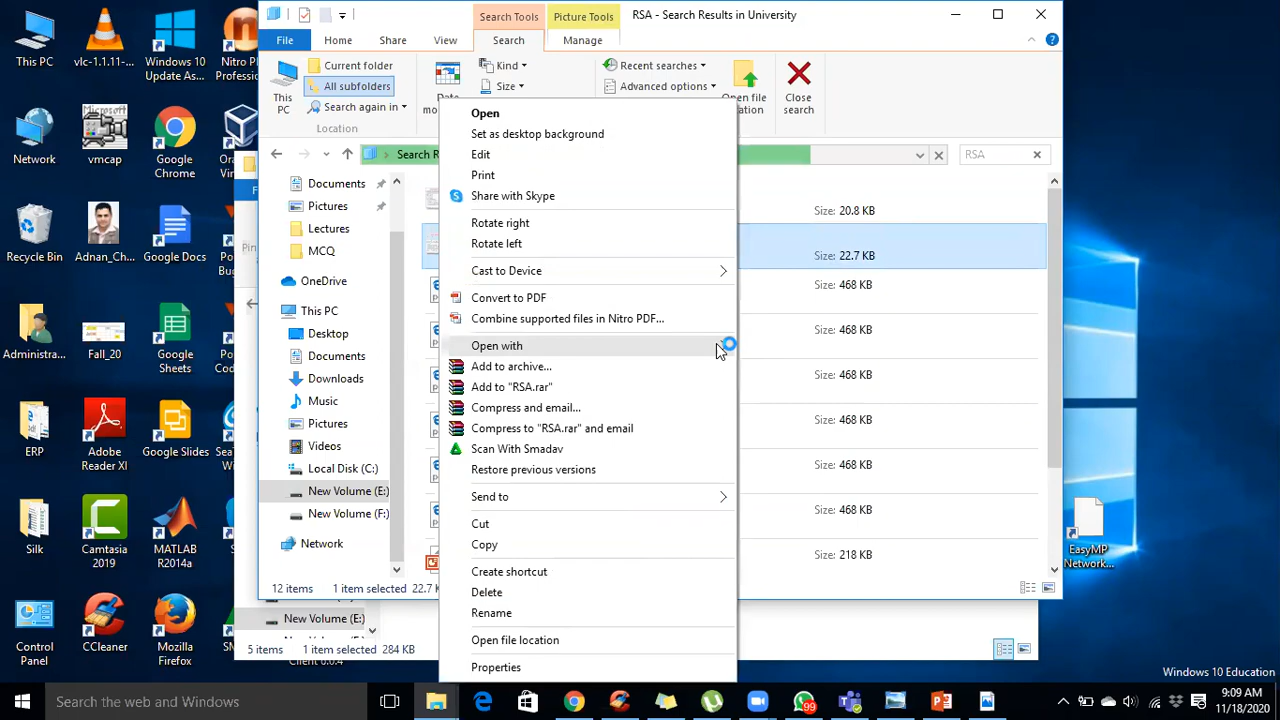 Search Tools
Picture Tools
RSA - Search Results in University
File
Home
Share
View
Search
Manage
Current folder
All subfolders
Search again in
This PC
Location
Kind
Size
Date
Recent searches
Advanced options
Open file
Close search
Search R
RSA
This PC
vlc-1.1.11-...
Windows 10 Update As...
Network
Microsoft
vmcap
Google Chrome
Recycle Bin
Adnan_Ch...
Google Docs
Administra...
Fall_20
Google Sheets
ERP
Adobe Reader XI
Google Slides
Silk
Camtasia 2019
MATLAB R2014a
Control Panel
CCleaner
Mozilla Firefox
Documents
Pictures
Lectures
MCQ
OneDrive
This PC
Desktop
Documents
Downloads
Music
Pictures
Videos
Local Disk (C:)
New Volume (E:)
New Volume (F:)
Network
12 items
1 item selected 22.7 K
New Volume (E:)
5 items
1 item selected 284 KB
Open
Set as desktop background
Edit
Print
Share with Skype
Rotate right
Rotate left
Cast to Device
Convert to PDF
Combine supported files in Nitro PDF...
Open with
Add to archive...
Add to "RSA.rar"
Compress and email...
Compress to "RSA.rar" and email
Scan With Smadav
Restore previous versions
Send to
Cut
Copy
Create shortcut
Delete
Rename
Open file location
Properties
Size: 20.8 KB
Size: 22.7 KB
Size: 468 KB
Size: 468 KB
Size: 468 KB
Size: 468 KB
Size: 468 KB
Size: 468 KB
Size: 218 KB
EasyMP Network...
Windows 10 Education
Search the web and Windows
99
9:09 AM
11/18/2020